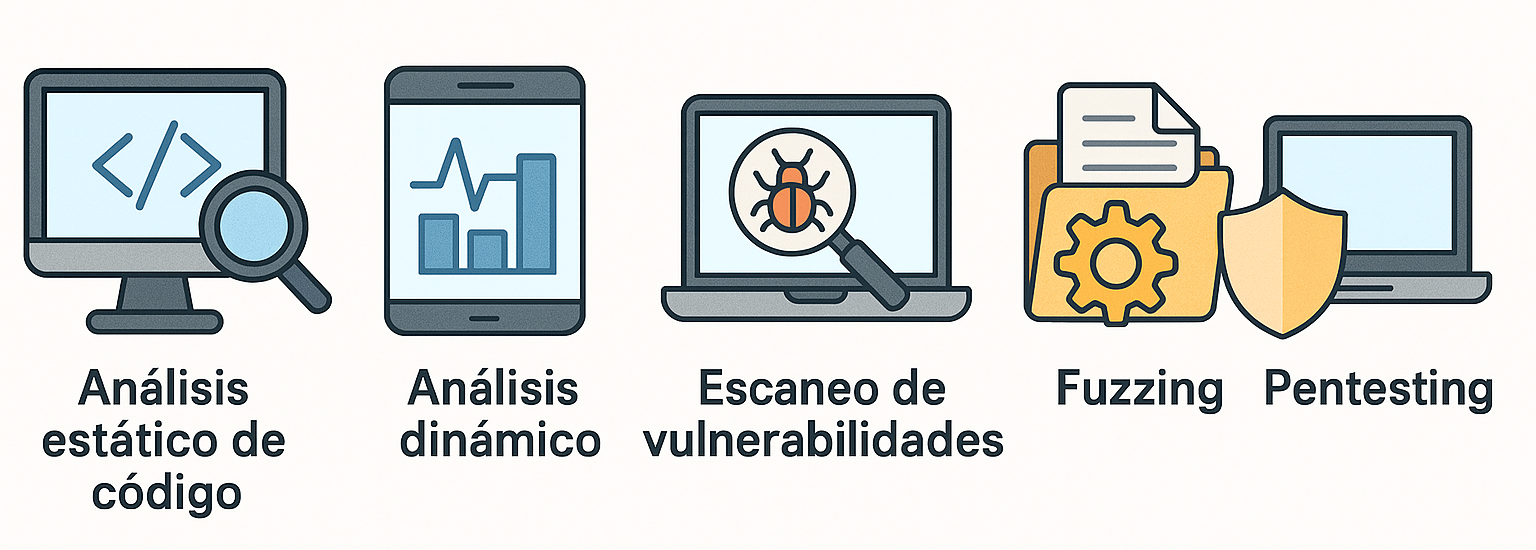 </>
Análisis
estático de
código
Análisis
dinámico
Escaneo de
vulnerabilidades
Fuzzing
Pentesting